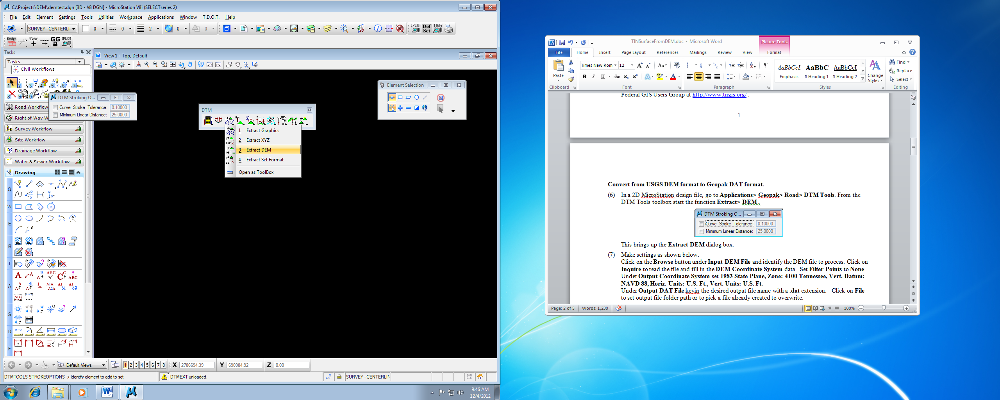 C:\Projects\DEM\demtest.dgn [3D - V8 DGN] - MicroStation V8i (SELECTseries 2)
File Edit Element Settings Tools Utilities Workspace Applications Window T.D.O.T. Help
SURVEY - CENTERLII 0 0 2 0 0 IPLOT Def Set ORG
Design Text GG IPLOT
Tasks
Tasks
Civil Workflows
1 2 3 4 5 6 7
8 9 0
Road Workflow
Right of Way W
Survey Workflow
Site Workflow
Drainage Workflow
Water & Sewer Workflow
Drawing
Q
W
E
R
T
A
S
D
F
View 1 - Top, Default
DTM Stroking O...
Curve Stroke Tolerance: 0.10000
Minimum Linear Distance: 25.0000
DTM
1 Extract Graphics
2 Extract XYZ
3 Extract DEM
4 Extract Set Format
Open as ToolBox
Element Selection
Default Views 1 2 3 4 5 6 7 8 X 2786694.39 Y 690984.92 Z 0.00
DTMTOOLS STROKEOPTIONS > Identify element to add to set DTMEXT unloaded. SURVEY - CENTERLIN
9:46 AM
12/4/2012
TINSurfaceFromDEM.doc - Microsoft Word Picture Tools
File Home Insert Page Layout References Mailings Review View Format
Paste Times New Rom 12 AaBbCcI AaBbC AaBbCcI Change Styles Find
Emphasis ¶ Heading 1 ¶ Heading 2 Replace
Select
Clipboard Font Paragraph Styles Editing
Federal GIS Users Group at http://www.tngis.org/ .
1
Convert from USGS DEM format to Geopak DAT format.
(6) In a 2D MicroStation design file, go to Applications> Geopak> Road> DTM Tools. From the
DTM Tools toolbox start the function Extract> DEM .
DTM Stroking O...
Curve Stroke Tolerance: 0.10000
Minimum Linear Distance: 25.0000
This brings up the Extract DEM dialog box.
(7) Make settings as shown below.
Click on the Browse button under Input DEM File and identify the DEM file to process. Click on
Inquire to read the file and fill in the DEM Coordinate System data. Set Filter Points to None.
Under Output Coordinate System set 1983 State Plane, Zone: 4100 Tennessee, Vert. Datum:
NAVD 88, Horiz. Units: U.S. Ft., Vert. Units: U.S. Ft.
Under Output DAT File keyin the desired output file name with a .dat extension. Click on File
to set output file folder path or to pick a file already created to overwrite.
Page: 2 of 5 Words: 1,230 100%